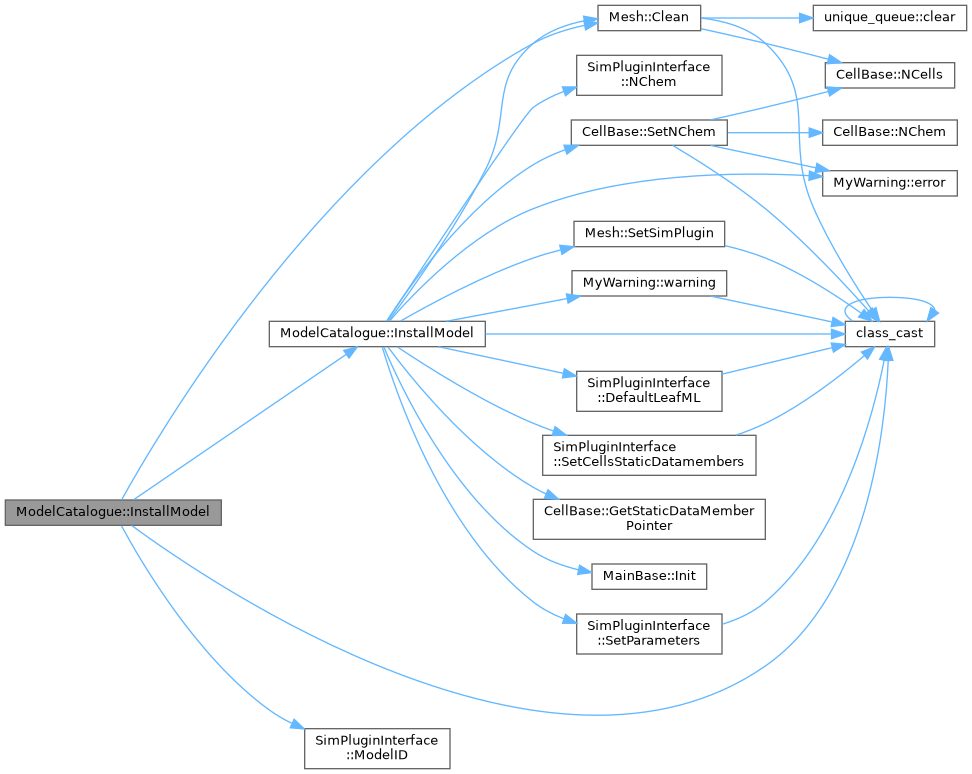 Mesh::Clean
unique_queue::clear
SimPluginInterface
::NChem
CellBase::NCells
CellBase::SetNChem
CellBase::NChem
MyWarning::error
Mesh::SetSimPlugin
MyWarning::warning
ModelCatalogue::InstallModel
class_cast
SimPluginInterface
::DefaultLeafML
SimPluginInterface
::SetCellsStaticDatamembers
CellBase::GetStaticDataMember
Pointer
ModelCatalogue::InstallModel
MainBase::Init
SimPluginInterface
::SetParameters
SimPluginInterface
::ModelID